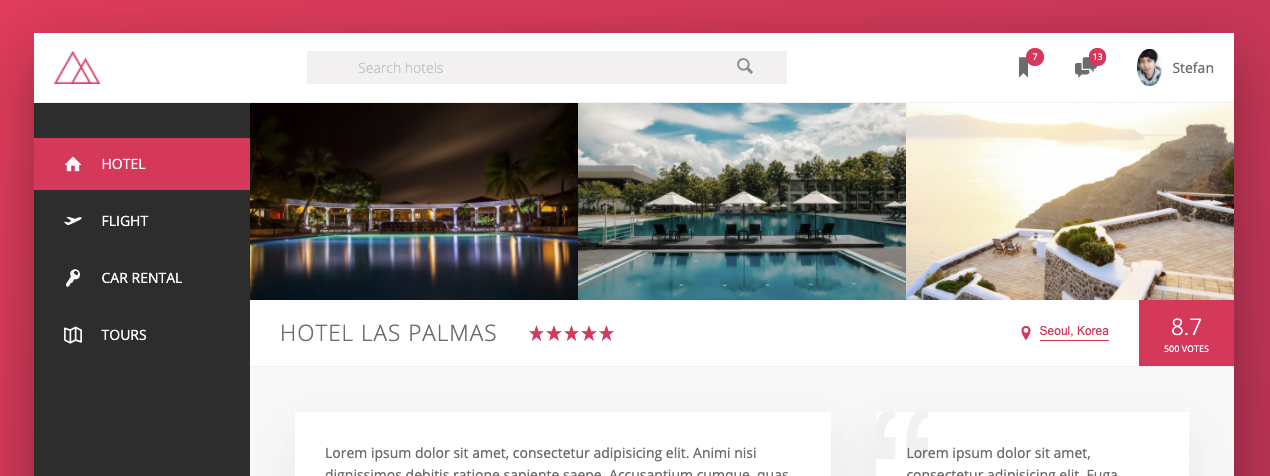 Search hotels
7
13
Stefan
HOTEL
FLIGHT
CAR RENTAL
TOURS
HOTEL LAS PALMAS
Seoul, Korea
8.7
500 VOTES
Lorem ipsum dolor sit amet, consectetur adipisicing elit. Animi nisi
dignissimos debitis ratione sapiente saepe. Accusantium cumque, quas
“
Lorem ipsum dolor sit amet,
consectetur adipisicing elit. Fuga